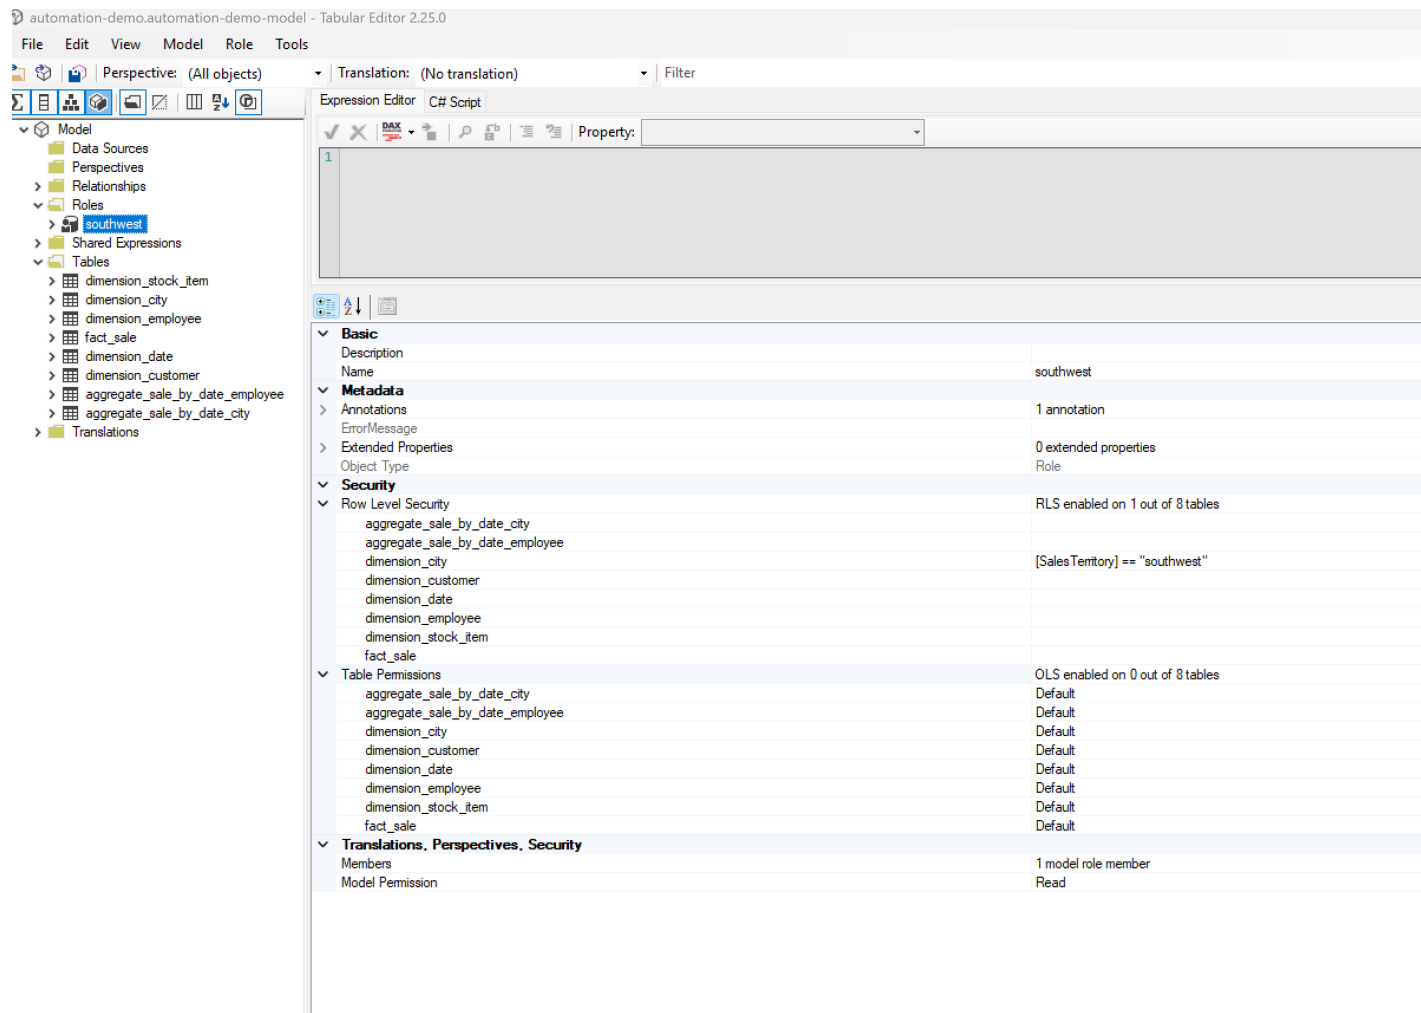 automation-demo.automation-demo-model - Tabular Editor 2.25.0
File Edit View Model Role Tools
Perspective: (All objects) Translation: (No translation) Filter
Expression Editor C# Script
DAX Property:
1
Model
Data Sources
Perspectives
Relationships
Roles
southwest
Shared Expressions
Tables
dimension_stock_item
dimension_city
dimension_employee
fact_sale
dimension_date
dimension_customer
aggregate_sale_by_date_employee
aggregate_sale_by_date_city
Translations
Basic
Description
Name southwest
Metadata
Annotations 1 annotation
ErrorMessage
Extended Properties 0 extended properties
Object Type Role
Security
Row Level Security RLS enabled on 1 out of 8 tables
aggregate_sale_by_date_city
aggregate_sale_by_date_employee
dimension_city [SalesTerritory] == "southwest"
dimension_customer
dimension_date
dimension_employee
dimension_stock_item
fact_sale
Table Permissions OLS enabled on 0 out of 8 tables
aggregate_sale_by_date_city Default
aggregate_sale_by_date_employee Default
dimension_city Default
dimension_customer Default
dimension_date Default
dimension_employee Default
dimension_stock_item Default
fact_sale Default
Translations, Perspectives, Security
Members 1 model role member
Model Permission Read